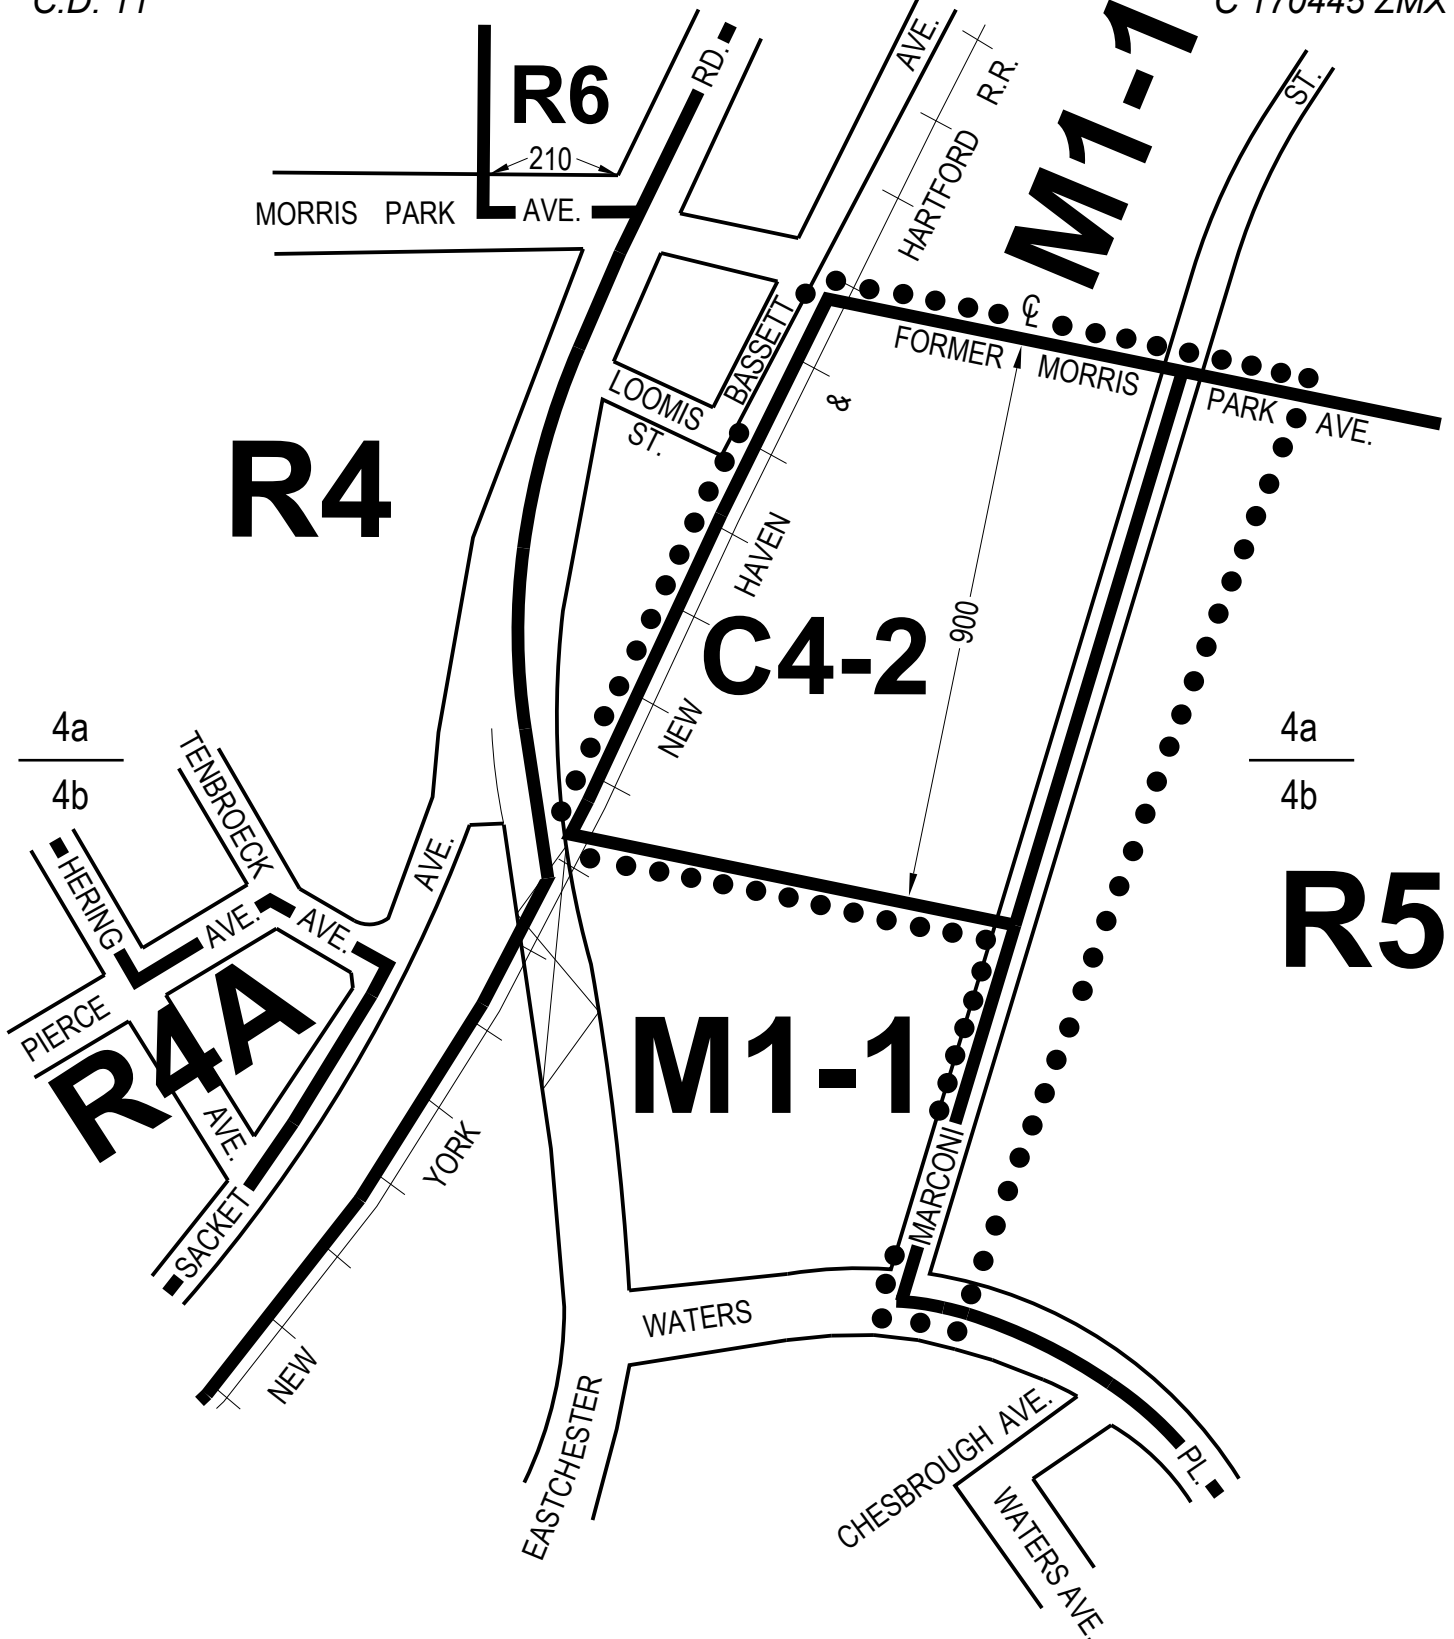 C.D. 11
C 170445 ZMX
M1-1
R6
RD.
AVE.
R.R.
ST.
210
HARTFORD
MORRIS PARK AVE.
BASSETT
℄
FORMER MORRIS PARK AVE.
LOOMIS
ST.
&
R4
HAVEN
C4-2
900
NEW
4a
4b
4a
4b
TENBROECK
AVE.
HERING
AVE.
AVE.
R5
PIERCE
R4A
M1-1
AVE.
YORK
MARCONI
SACKET
WATERS
NEW
EASTCHESTER
CHESBROUGH AVE.
PL.
WATERS AVE.